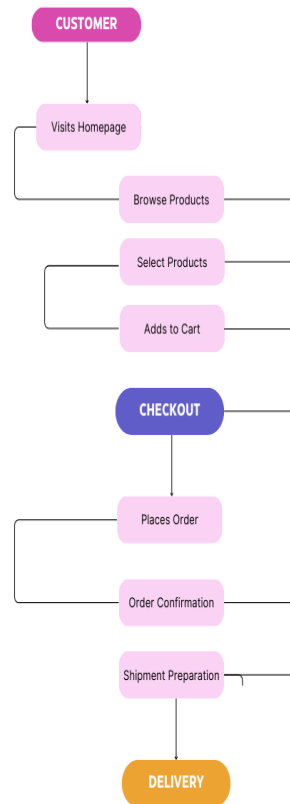 CUSTOMER
Visits Homepage
Browse Products
Select Products
Adds to Cart
CHECKOUT
Places Order
Order Confirmation
Shipment Preparation
DELIVERY